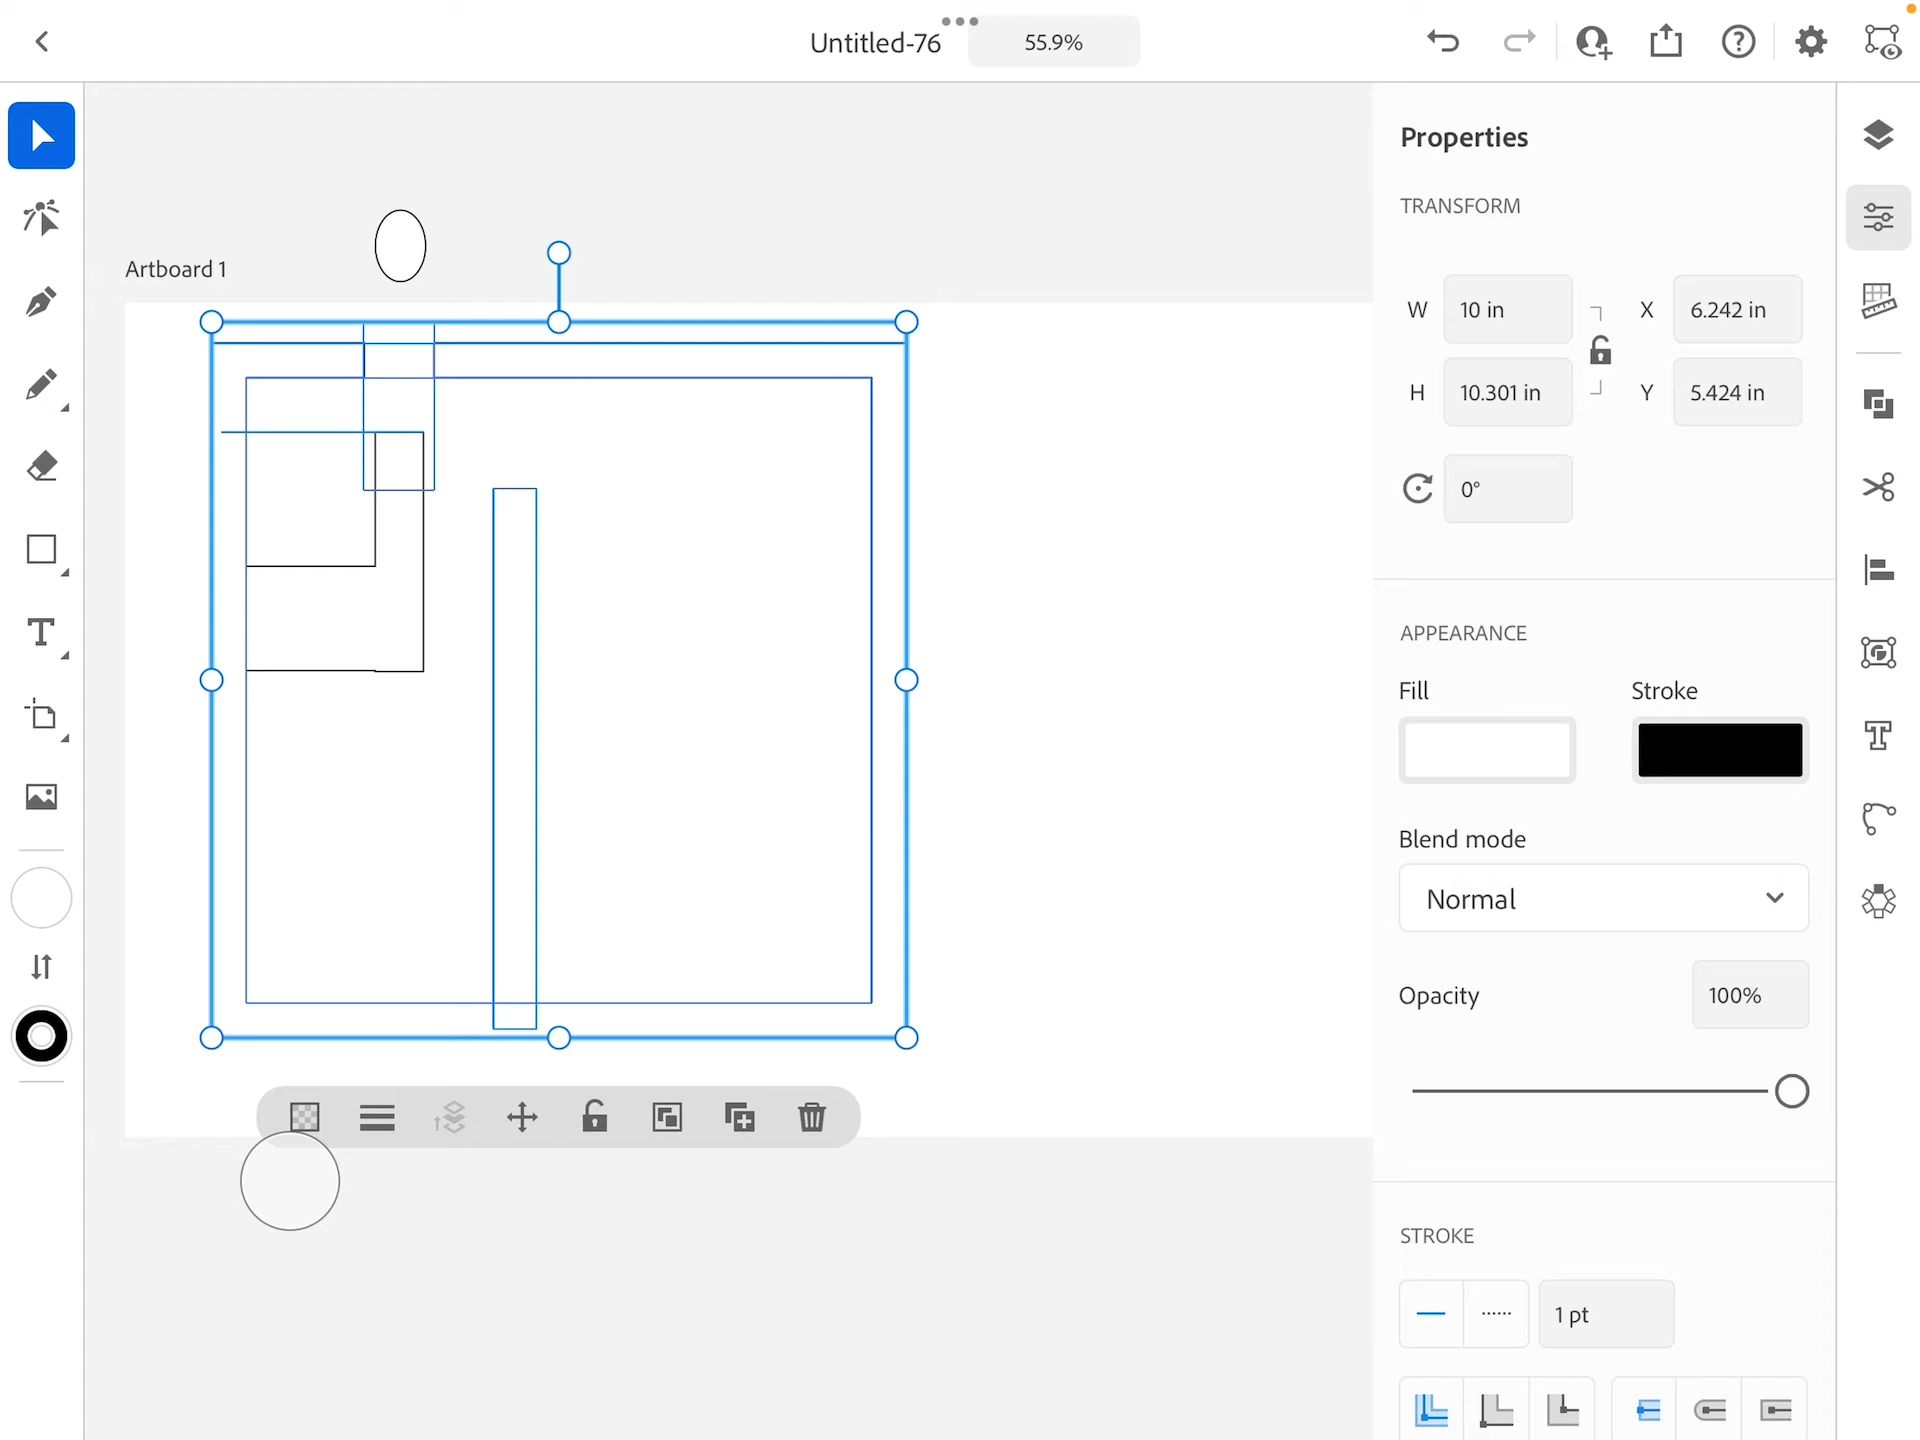 Untitled-76
55.9%
Artboard 1
Properties
TRANSFORM
W 10 in X 6.242 in
H 10.301 in Y 5.424 in
0°
APPEARANCE
Fill Stroke
Blend mode
Normal
Opacity 100%
STROKE
1 pt